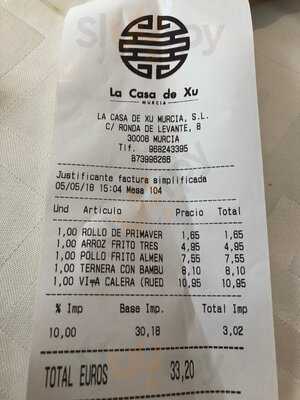 La Casa de Xu
MURCIA
LA CASA DE XU MURCIA, S.L.
C/ RONDA DE LEVANTE, 8
30008 MURCIA
Tlf. 968243395
873996266
Justificante factura simplificada
05/05/18 15:04 Mesa 104
Und Artículo Precio Total
1,00 ROLLO DE PRIMAVER 1,65 1,65
1,00 ARROZ FRITO TRES 4,95 4,95
1,00 POLLO FRITO ALMEN 7,55 7,55
1,00 TERNERA CON BAMBU 8,10 8,10
1,00 CALERA (RUED 10,95 10,95
% Imp Base Imp. Total Imp
10,00 30,18 3,02
TOTAL EUROS 33,20